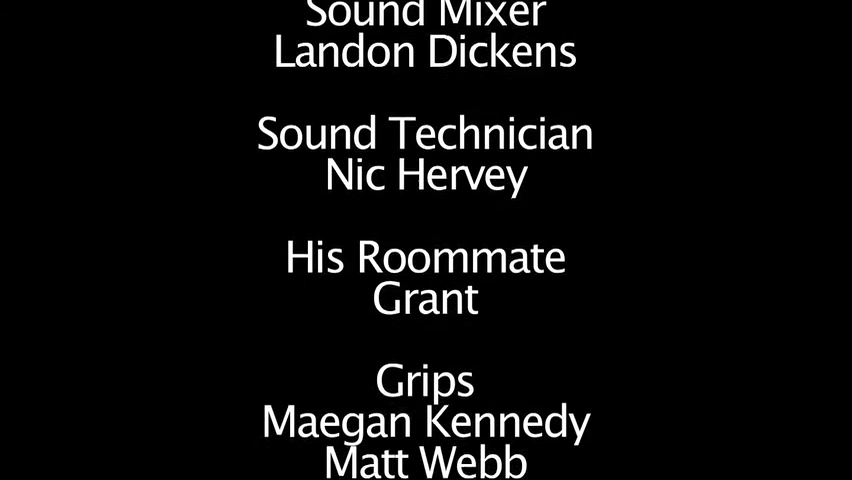 Sound Mixer
Landon Dickens
Sound Technician
Nic Hervey
His Roommate
Grant
Grips
Maegan Kennedy
Matt Webb